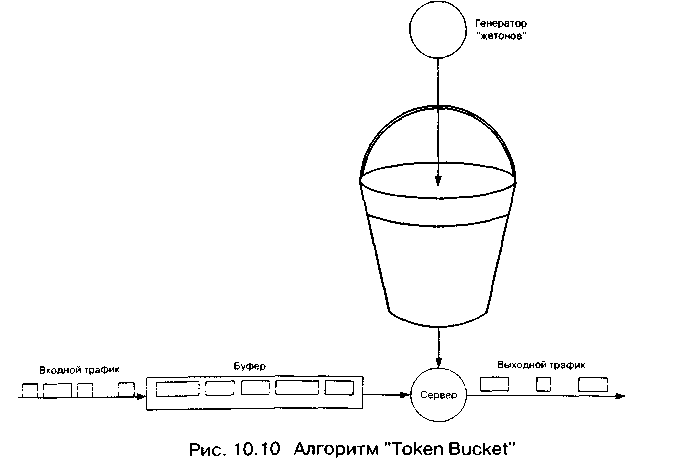 Генератор
"жетонов"
Входной трафик
Буфер
Выходной трафик
Сервер
Рис. 10.10 Алгоритм "Token Bucket"